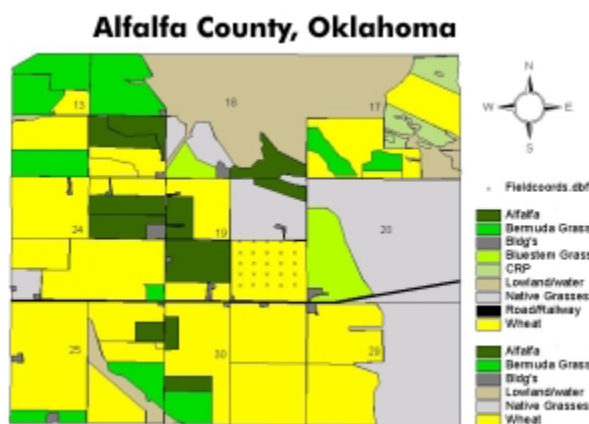 Alfalfa County, Oklahoma
N
W E
S
13
18
17
24
19
20
25
30
29
Fieldcoords.dbf
Alfalfa
Bermuda Grass
Bldg's
Bluestem Grass
CRP
Lowland/water
Native Grasses
Road/Railway
Wheat
Alfalfa
Bermuda Grass
Bldg's
Lowland/water
Native Grasses
Wheat